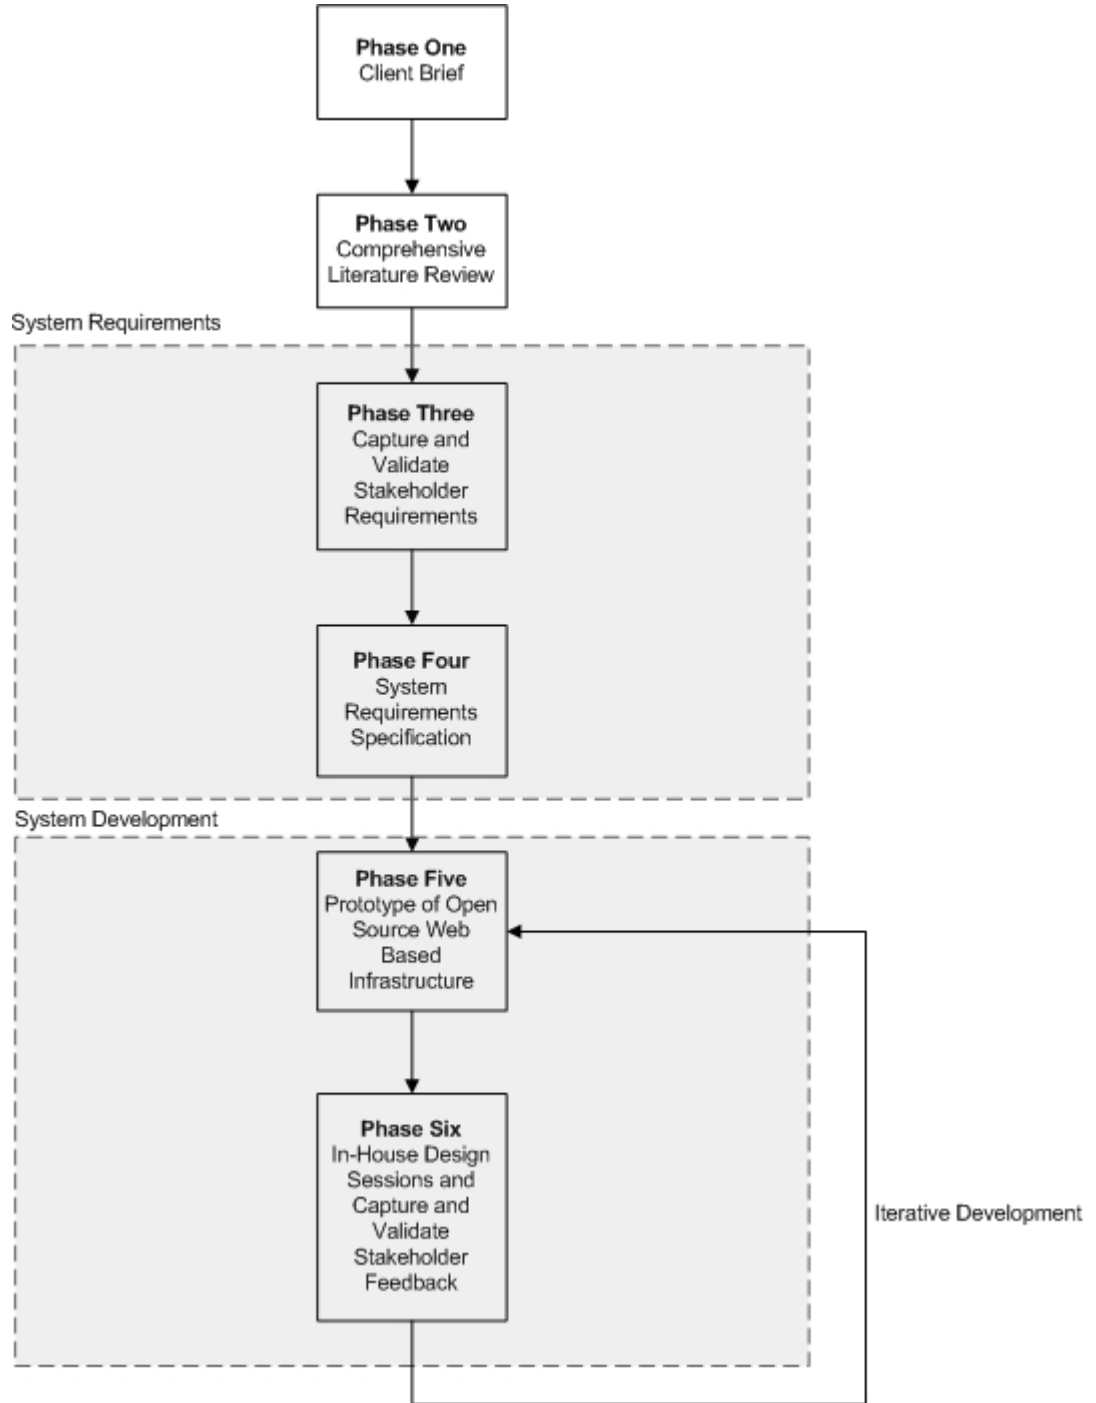 Phase One
Client Brief
Phase Two
Comprehensive
Literature Review
System Requirements
Phase Three
Capture and
Validate
Stakeholder
Requirements
Phase Four
System
Requirements
Specification
System Development
Phase Five
Prototype of Open
Source Web
Based
Infrastructure
Phase Six
In-House Design
Sessions and
Capture and
Validate
Stakeholder
Feedback
Iterative Development